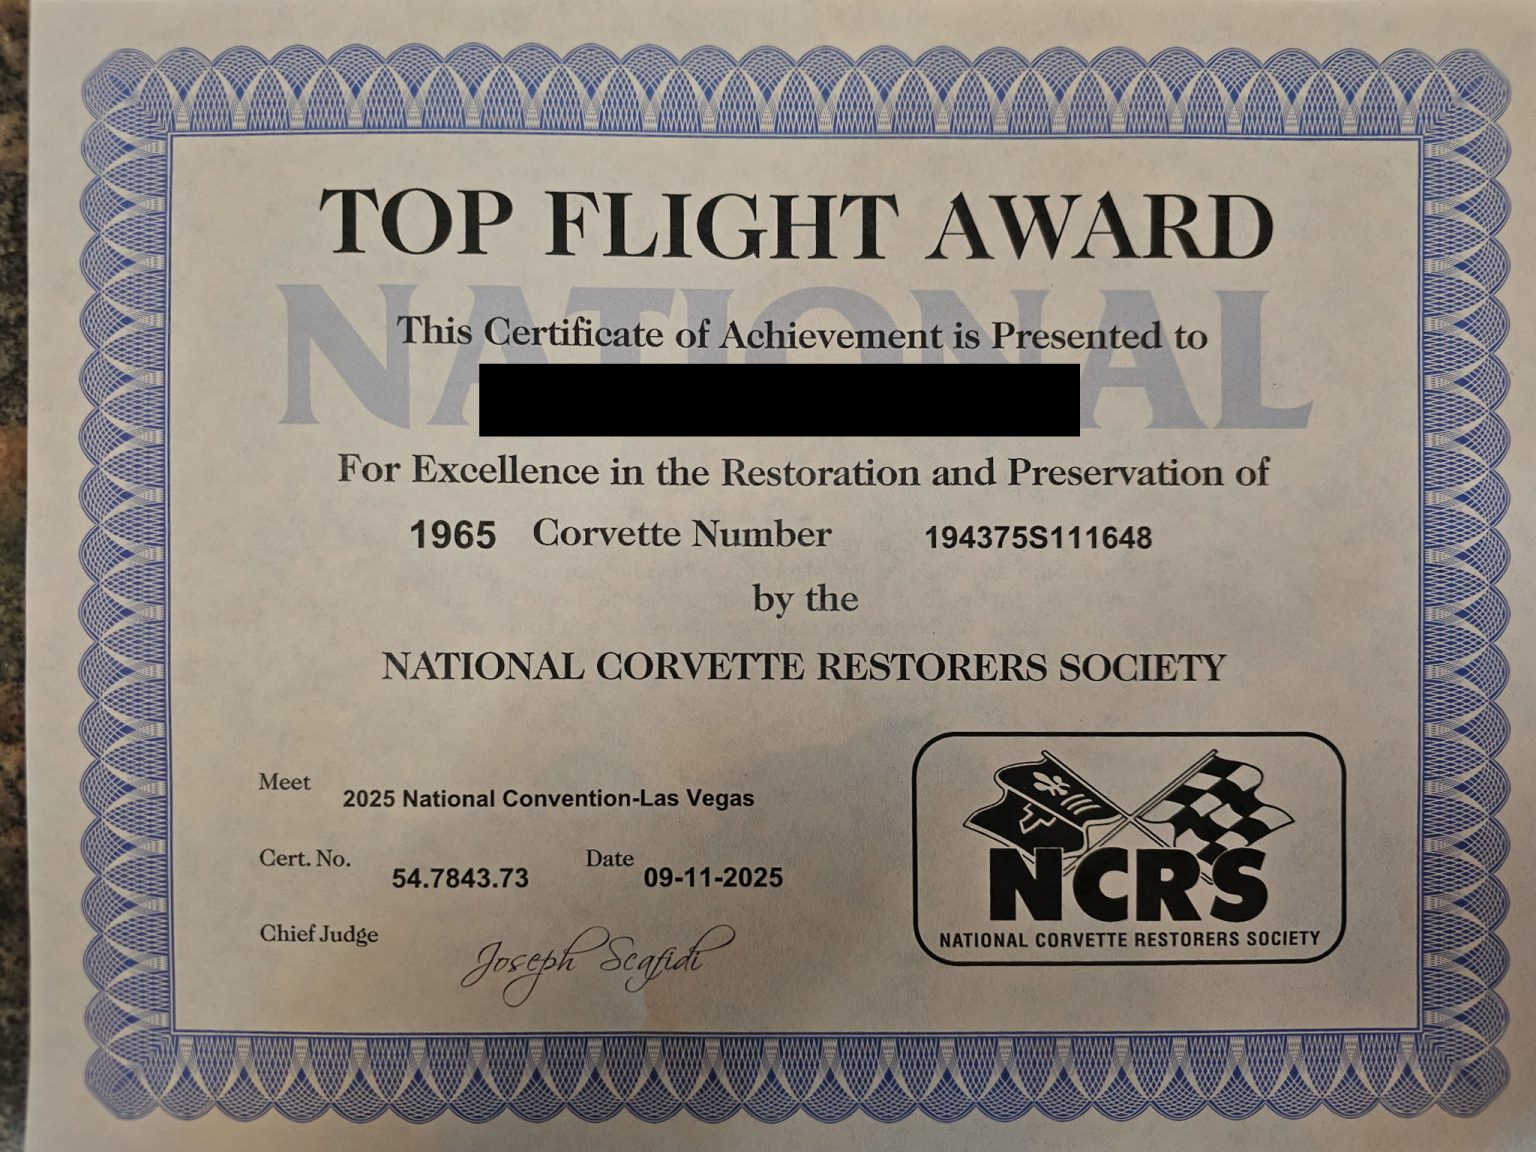 TOP FLIGHT AWARD
NATIONAL
This Certificate of Achievement is Presented to
For Excellence in the Restoration and Preservation of
1965 Corvette Number 194375S111648
by the
NATIONAL CORVETTE RESTORERS SOCIETY
Meet 2025 National Convention-Las Vegas
Cert. No. 54.7843.73 Date 09-11-2025
Chief Judge Joseph Scafidi
NCRS
NATIONAL CORVETTE RESTORERS SOCIETY